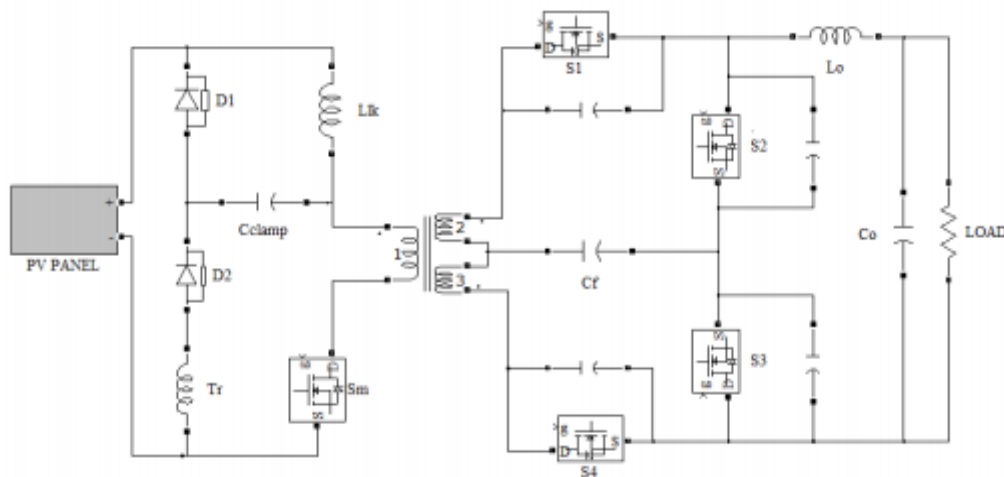 S1
Lo
D1
Llk
S2
Cclamp
+
-
PV PANEL
1
2
3
Cf
Co
LOAD
D2
Tr
Sm
S3
S4
D
S
D
S